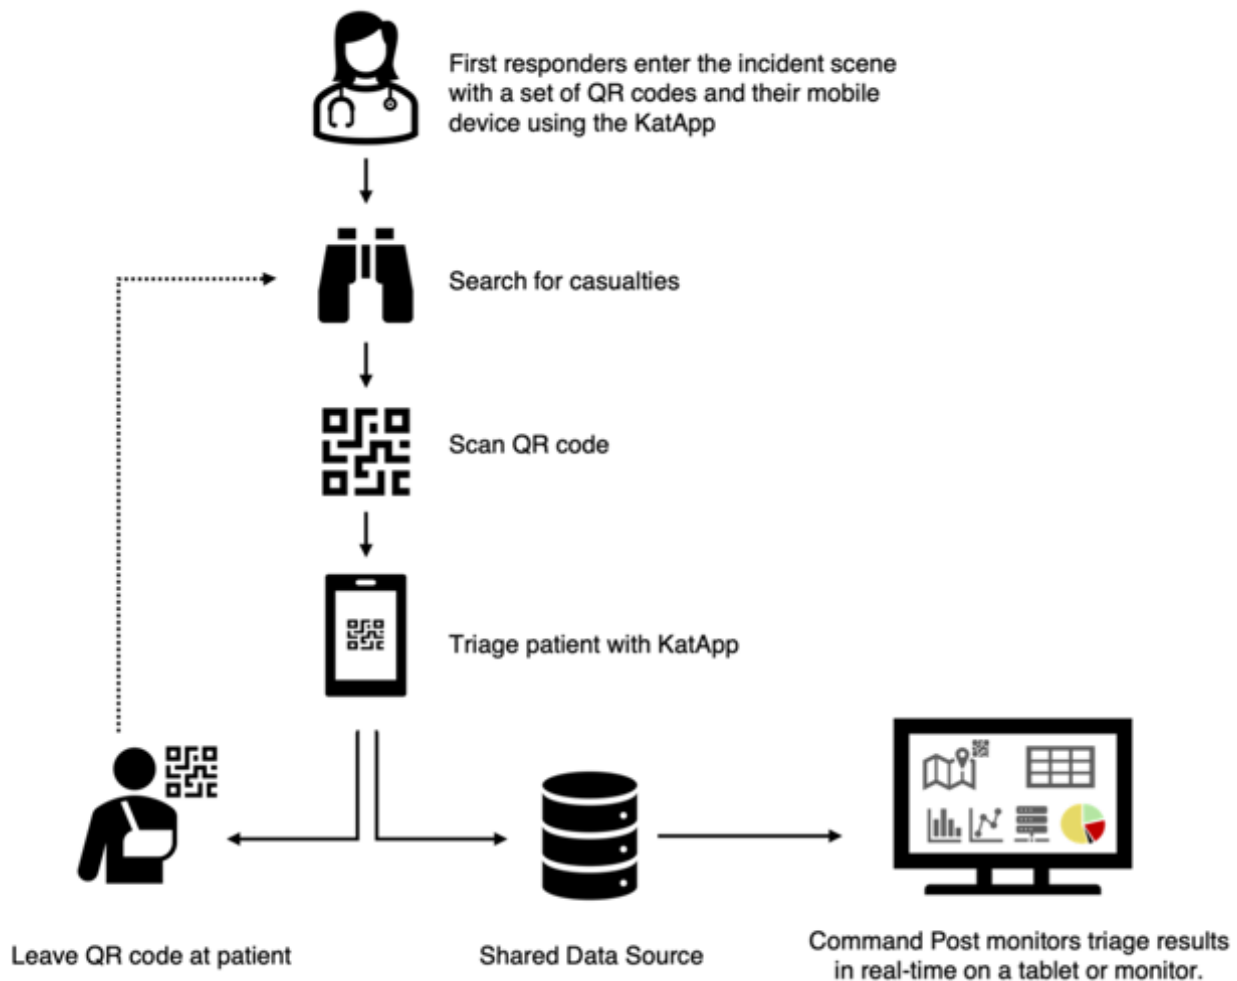 First responders enter the incident scene
with a set of QR codes and their mobile
device using the KatApp
Search for casualties
Scan QR code
Triage patient with KatApp
Leave QR code at patient
Shared Data Source
Command Post monitors triage results
in real-time on a tablet or monitor.